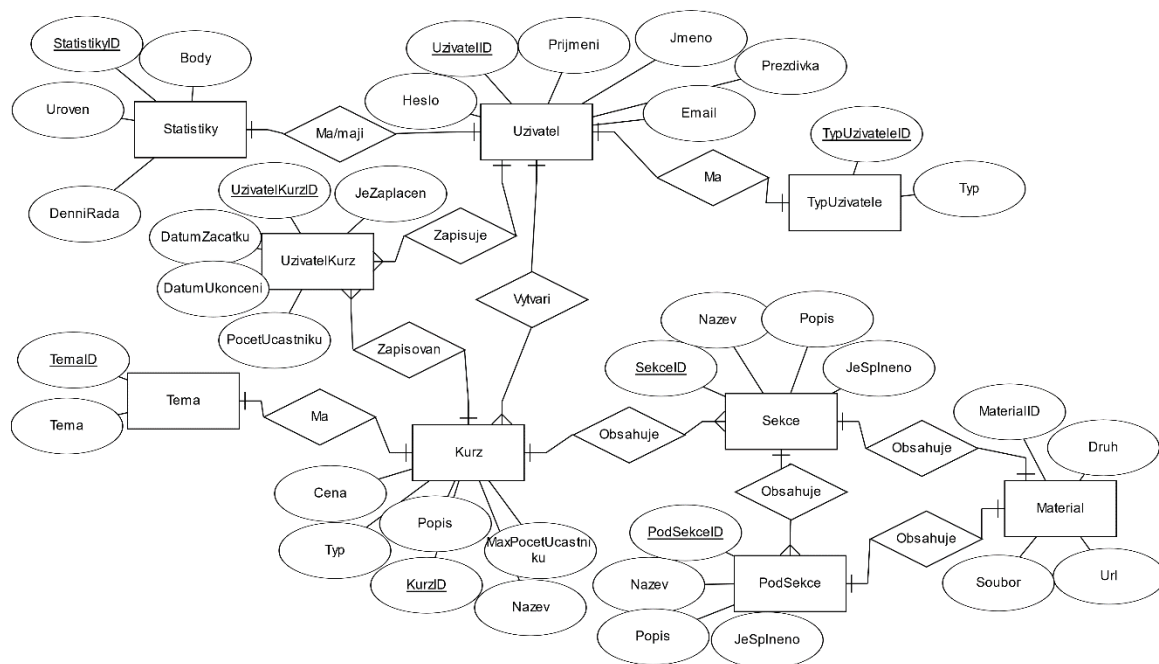 StatistikyID
Body
Uroven
Statistiky
DenniRada
Ma/maji
UzivatelID
Prijmeni
Jmeno
Prezdivka
Heslo
Email
Uzivatel
Ma
TypUzivateleID
Typ
TypUzivatele
UzivatelKurzID
JeZaplacen
DatumZacatku
UzivatelKurz
DatumUkonceni
PocetUcastniku
Zapisuje
Vytvari
Zapisovan
TemaID
Tema
Tema
Ma
Kurz
Cena
Typ
Popis
KurzID
MaxPocetUcastni
ku
Nazev
Obsahuje
Nazev
Popis
SekceID
JeSplneno
Sekce
Obsahuje
Obsahuje
MaterialID
Druh
Material
Soubor
Url
Obsahuje
PodSekceID
Nazev
PodSekce
Popis
JeSplneno